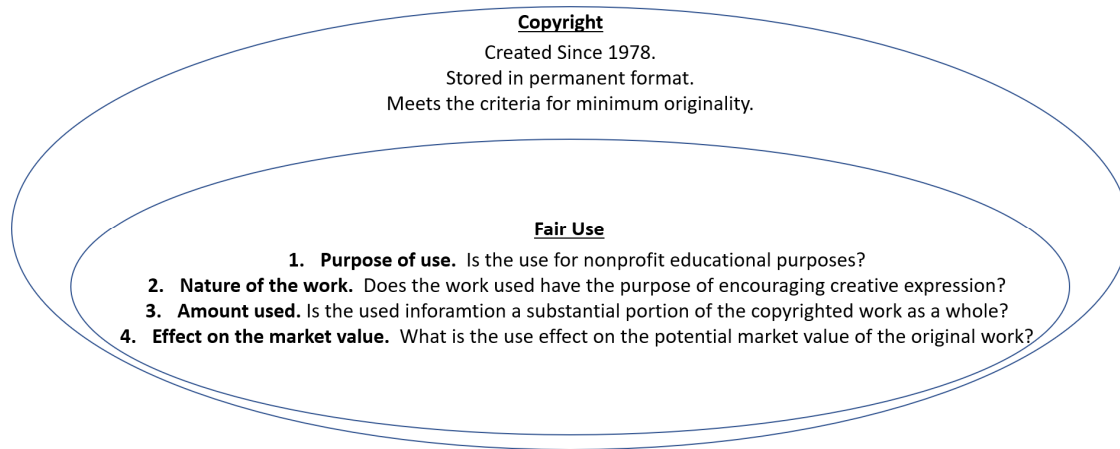 Copyright
Created Since 1978.
Stored in permanent format.
Meets the criteria for minimum originality.
Fair Use
1. Purpose of use. Is the use for nonprofit educational purposes?
2. Nature of the work. Does the work used have the purpose of encouraging creative expression?
3. Amount used. Is the used inforamtion a substantial portion of the copyrighted work as a whole?
4. Effect on the market value. What is the use effect on the potential market value of the original work?